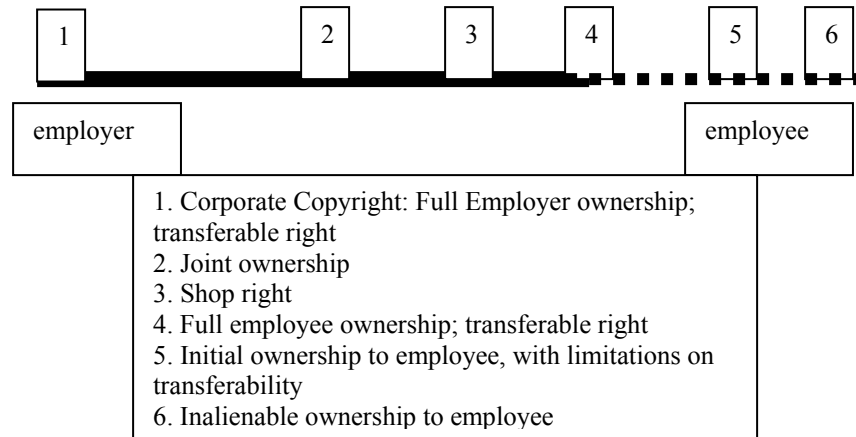 1 2 3 4 5 6
employer employee
1. Corporate Copyright: Full Employer ownership;
transferable right
2. Joint ownership
3. Shop right
4. Full employee ownership; transferable right
5. Initial ownership to employee, with limitations on
transferability
6. Inalienable ownership to employee